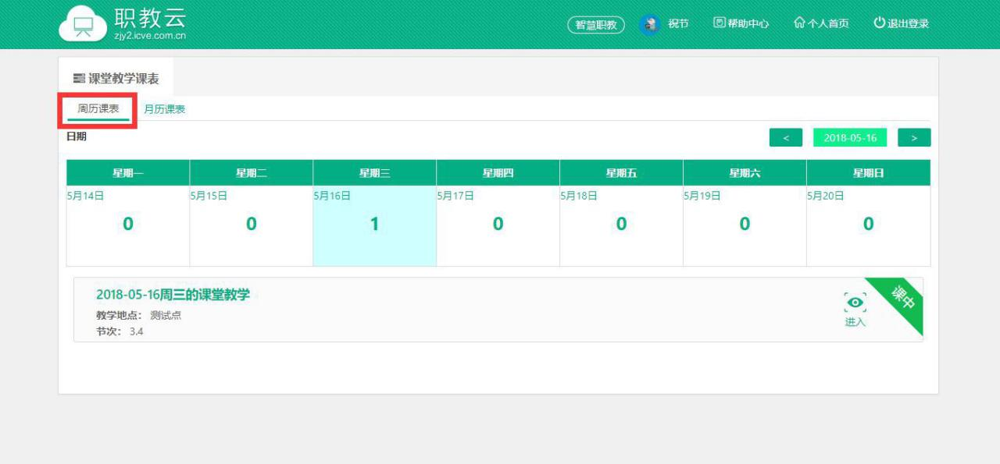 职教云
zjy2.icve.com.cn
智慧职教 祝节 帮助中心 个人首页 退出登录
课堂教学课表
周历课表 月历课表
日期 < 2018-05-16 >
星期一 星期二 星期三 星期四 星期五 星期六 星期日
5月14日 5月15日 5月16日 5月17日 5月18日 5月19日 5月20日
0 0 1 0 0 0 0
2018-05-16周三的课堂教学
课中
教学地点： 测试点
进入
节次： 3.4